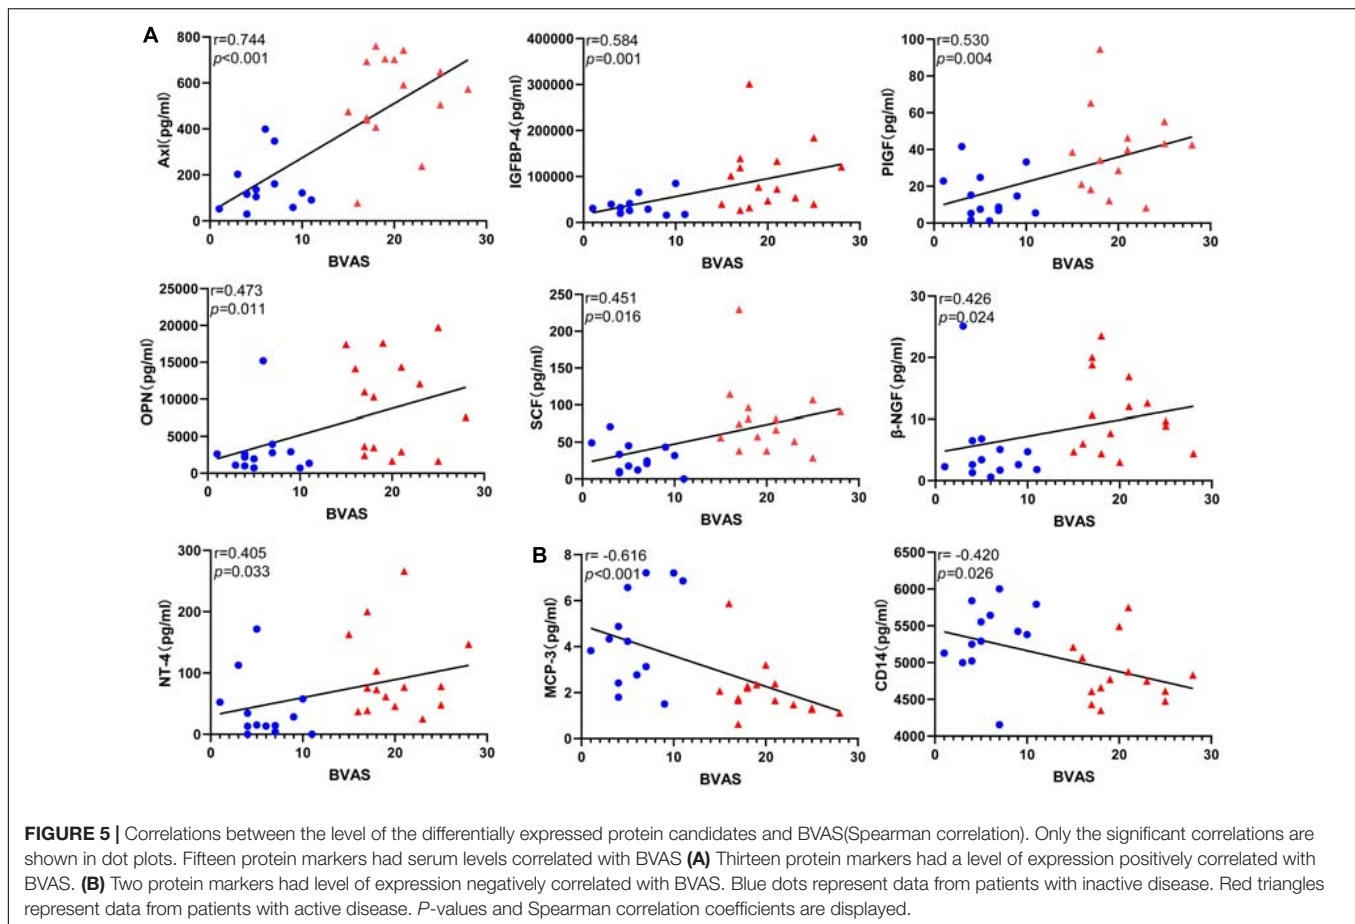 A
r=0.744
p<0.001
Axl(pg/ml)
800
600
400
200
0
0 10 20 30
BVAS
r=0.584
p=0.001
IGFBP-4(pg/ml)
400000
300000
200000
100000
0
0 10 20 30
BVAS
r=0.530
p=0.004
PIGF(pg/ml)
100
80
60
40
20
0
0 10 20 30
BVAS
r=0.473
p=0.011
OPN(pg/ml)
25000
20000
15000
10000
5000
0
0 10 20 30
BVAS
r=0.451
p=0.016
SCF(pg/ml)
250
200
150
100
50
0
0 10 20 30
BVAS
r=0.426
p=0.024
β-NGF(pg/ml)
30
20
10
0
0 10 20 30
BVAS
r=0.405
p=0.033
NT-4(pg/ml)
300
200
100
0
0 10 20 30
BVAS
B
r= -0.616
p<0.001
MCP-3(pg/ml)
8
6
4
2
0
0 10 20 30
BVAS
r= -0.420
p=0.026
CD14(pg/ml)
6500
6000
5500
5000
4500
4000
0 10 20 30
BVAS
FIGURE 5 | Correlations between the level of the differentially expressed protein candidates and BVAS(Spearman correlation). Only the significant correlations are
shown in dot plots. Fifteen protein markers had serum levels correlated with BVAS (A) Thirteen protein markers had a level of expression positively correlated with
BVAS. (B) Two protein markers had level of expression negatively correlated with BVAS. Blue dots represent data from patients with inactive disease. Red triangles
represent data from patients with active disease. P-values and Spearman correlation coefficients are displayed.